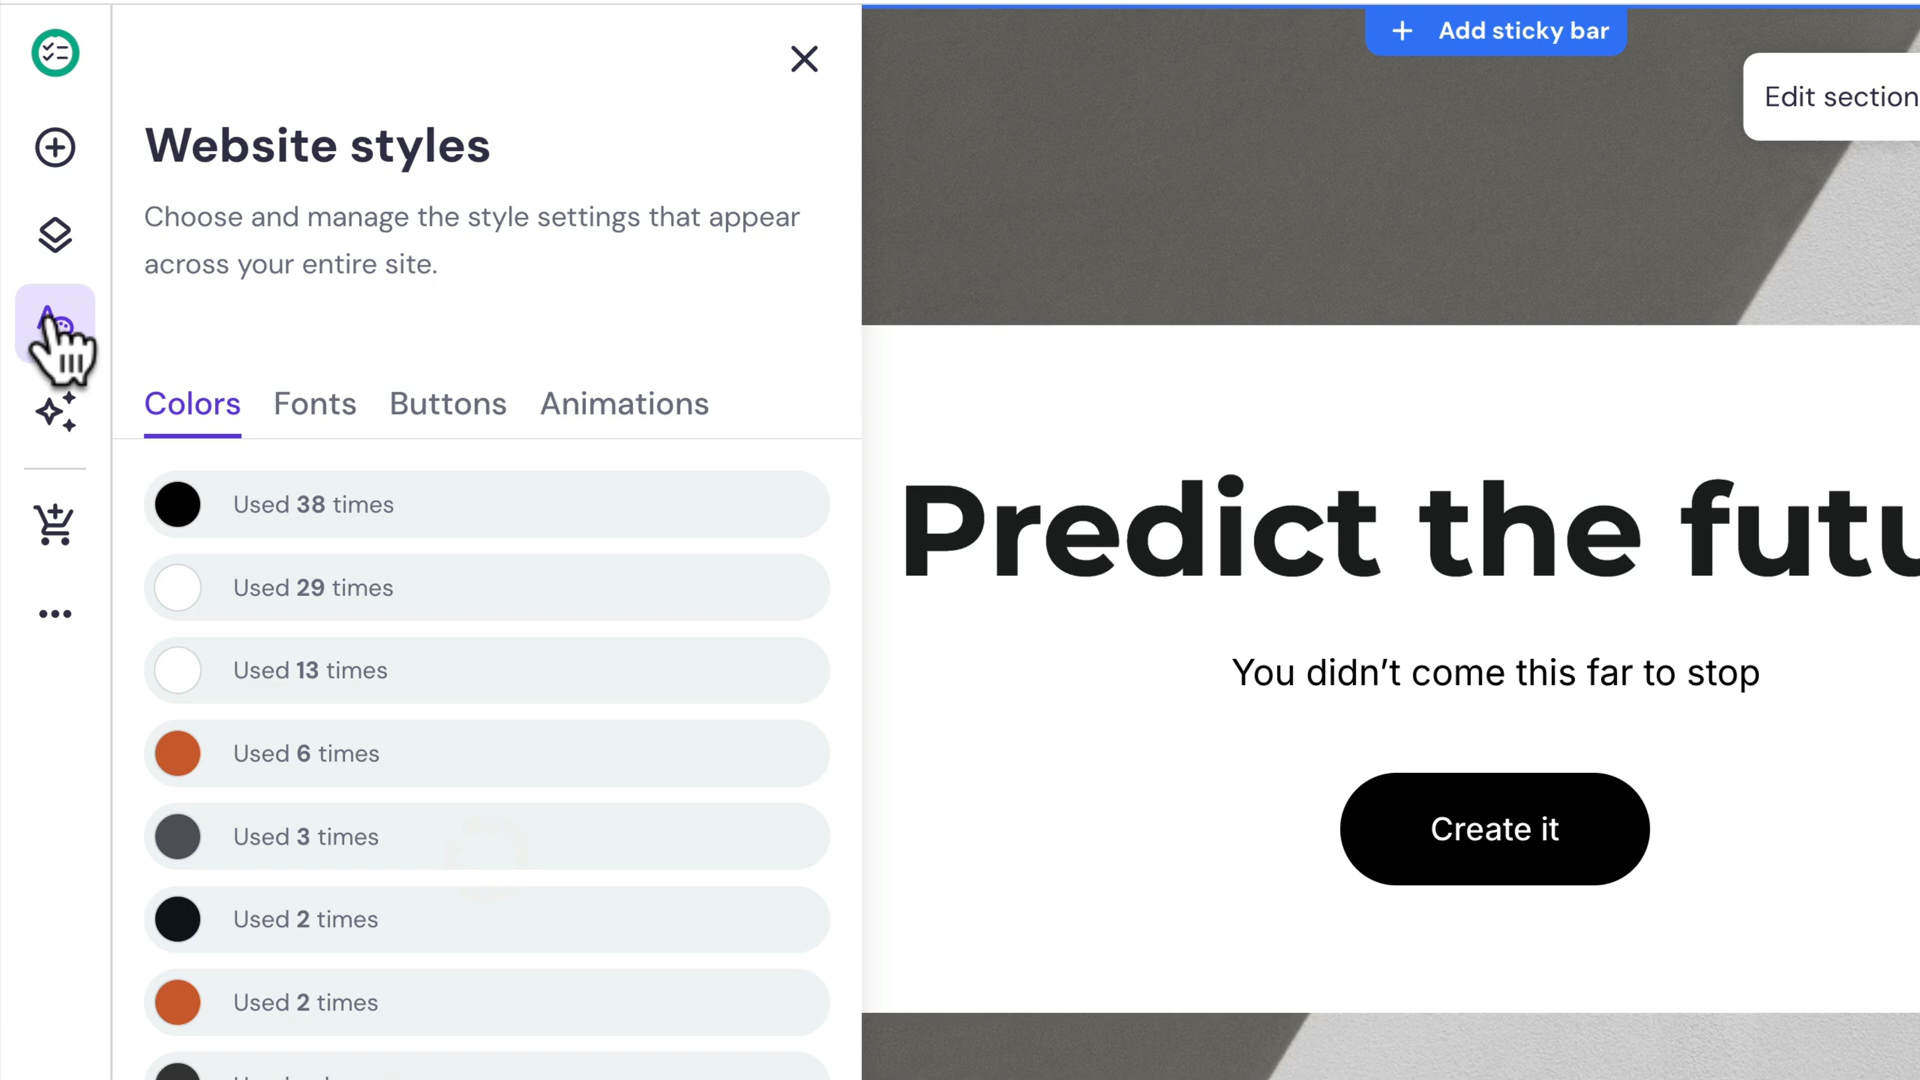 Add sticky bar
Edit section
Website styles
Choose and manage the style settings that appear
across your entire site.
Colors
Fonts
Buttons
Animations
Used 38 times
Used 29 times
Used 13 times
Used 6 times
Used 3 times
Used 2 times
Used 2 times
Predict the futu
You didn’t come this far to stop
Create it